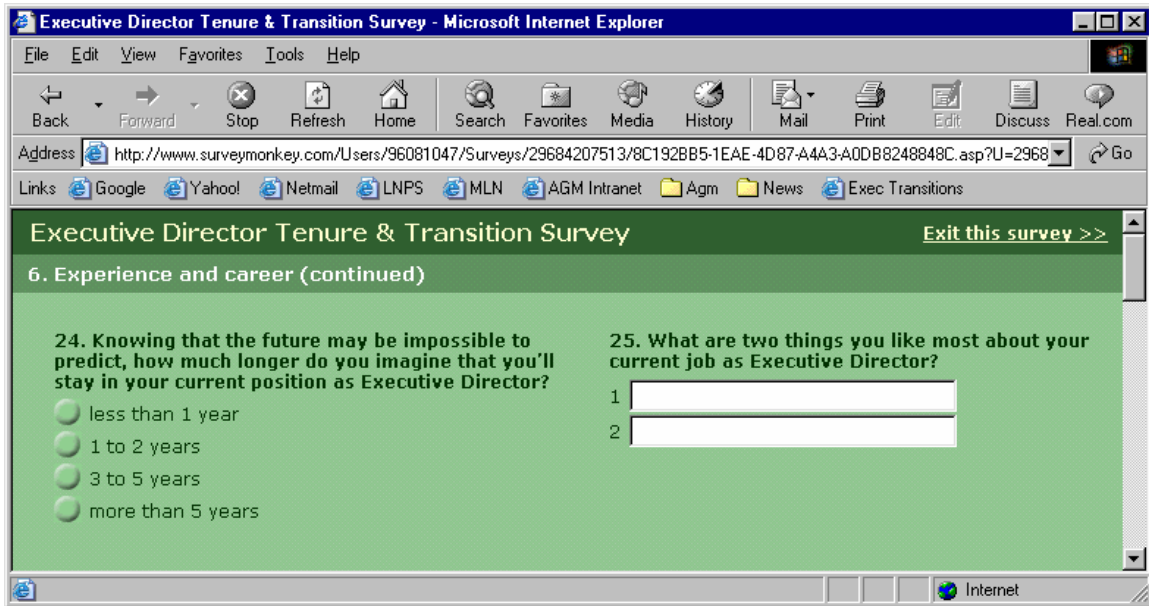 Executive Director Tenure & Transition Survey - Microsoft Internet Explorer
File Edit View Favorites Tools Help
Back Forward Stop Refresh Home Search Favorites Media History Mail Print Edit Discuss Real.com
Address http://www.surveymonkey.com/Users/96081047/Surveys/29684207513/8C192BB5-1EAE-4D87-A4A3-A0DB8248848C.asp?U=2968 Go
Links Google Yahoo! Netmail LNPS MLN AGM Intranet Agm News Exec Transitions
Executive Director Tenure & Transition Survey Exit this survey >>
6. Experience and career (continued)
24. Knowing that the future may be impossible to
predict, how much longer do you imagine that you'll
stay in your current position as Executive Director?
less than 1 year
1 to 2 years
3 to 5 years
more than 5 years
25. What are two things you like most about your
current job as Executive Director?
1
2
Internet